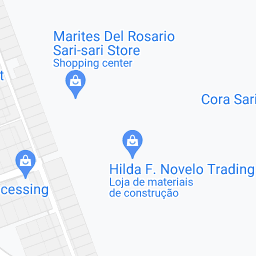 Marites Del Rosario
Sari-sari Store
Shopping center
t
Cora Sari
Hilda F. Novelo Trading
Loja de materiais
de construção
cessing